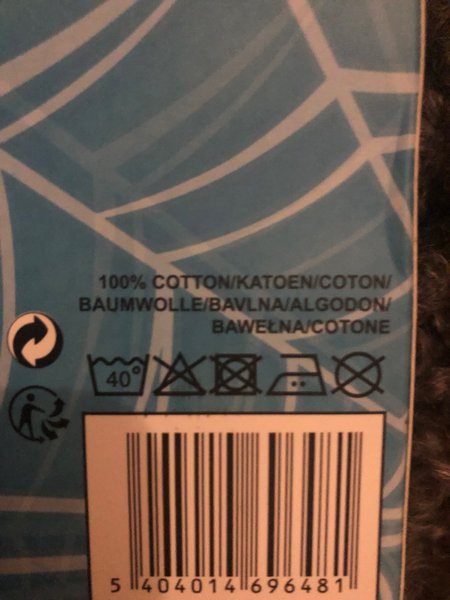 100% COTTON/KATOEN/COTON/
BAUMWOLLE/BAVLNA/ALGODON/
BAWEŁNA/COTONE
40°
5 404014 696481